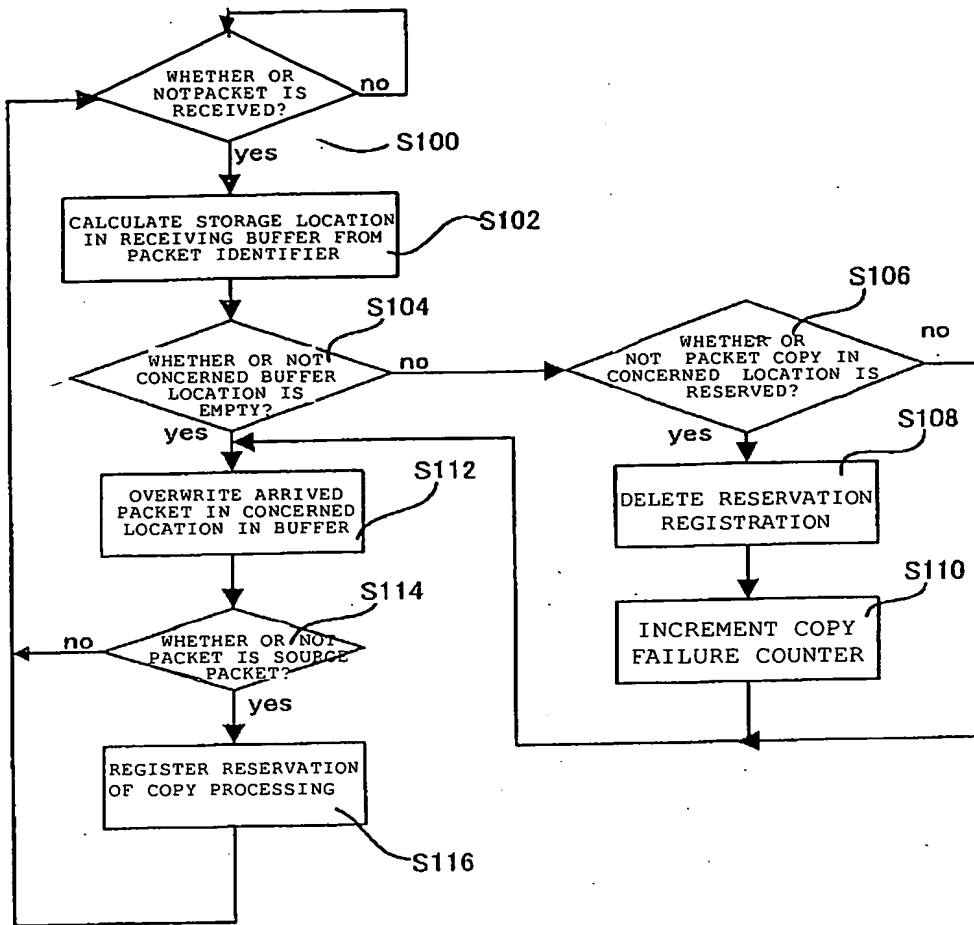 WHETHER OR
NOTPACKET IS
RECEIVED?
no
yes
S100
CALCULATE STORAGE LOCATION
IN RECEIVING BUFFER FROM
PACKET IDENTIFIER
S102
S104
WHETHER OR NOT
CONCERNED BUFFER
LOCATION IS
EMPTY?
no
yes
S106
WHETHER OR
NOT PACKET COPY IN
CONCERNED LOCATION IS
RESERVED?
no
yes
S108
DELETE RESERVATION
REGISTRATION
S110
INCREMENT COPY
FAILURE COUNTER
S112
OVERWRITE ARRIVED
PACKET IN CONCERNED
LOCATION IN BUFFER
S114
WHETHER OR NOT
PACKET IS SOURCE
PACKET?
no
yes
REGISTER RESERVATION
OF COPY PROCESSING
S116